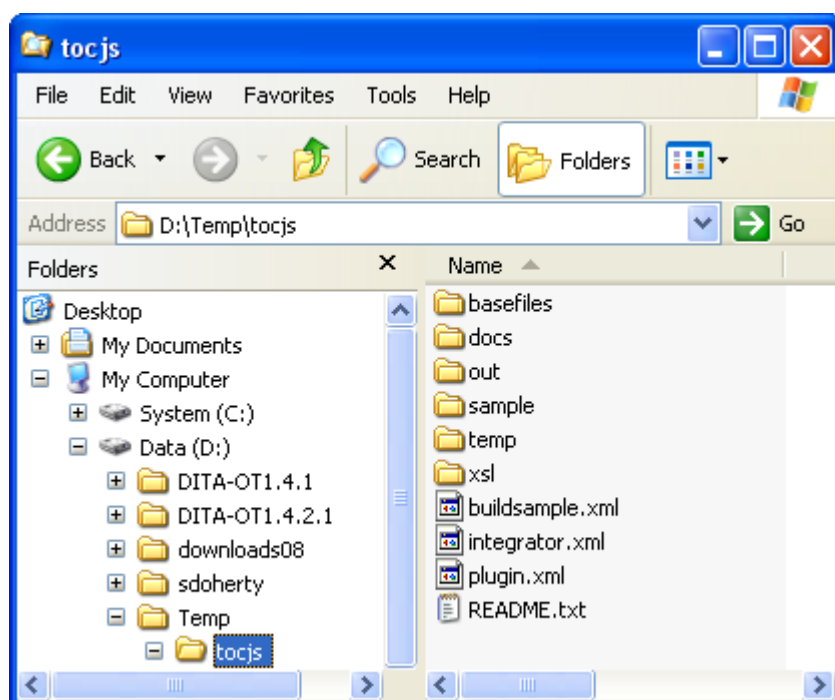 tocjs
File Edit View Favorites Tools Help
Back Search Folders
Address D:\Temp\tocjs Go
Folders
Desktop
My Documents
My Computer
System (C:)
Data (D:)
DITA-OT1.4.1
DITA-OT1.4.2.1
downloads08
sdoherty
Temp
tocjs
Name
basefiles
docs
out
sample
temp
xsl
buildsample.xml
integrator.xml
plugin.xml
README.txt